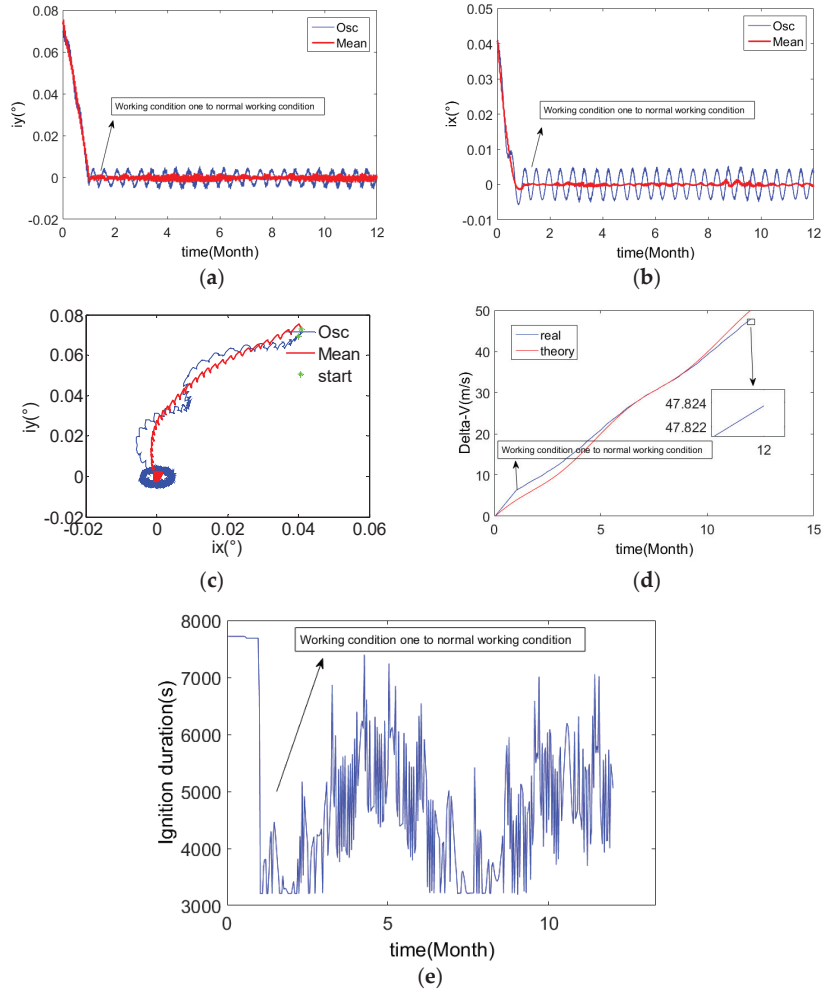 0.08
0.06
0.04
0.02
0
-0.02
iy(°)
Osc
Mean
Working condition one to normal working condition
0 2 4 6 8 10 12
time(Month)
(a)
0.05
0.04
0.03
0.02
0.01
0
-0.01
ix(°)
Osc
Mean
Working condition one to normal working condition
0 2 4 6 8 10 12
time(Month)
(b)
0.08
0.06
0.04
0.02
0
-0.02
iy(°)
Osc
Mean
start
-0.02 0 0.02 0.04 0.06
ix(°)
(c)
50
40
30
20
10
0
Delta-V(m/s)
real
theory
47.824
47.822
12
Working condition one to normal working condition
0 5 10 15
time(Month)
(d)
8000
7000
6000
5000
4000
3000
Ignition duration(s)
Working condition one to normal working condition
0 5 10
time(Month)
(e)